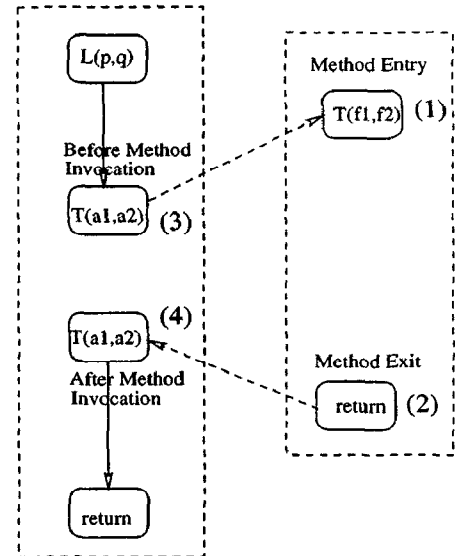 L(p,q)
Before Method
Invocation
T(a1,a2)
(3)
T(a1,a2)
(4)
After Method
Invocation
return
Method Entry
T(f1,f2)
(1)
Method Exit
return
(2)